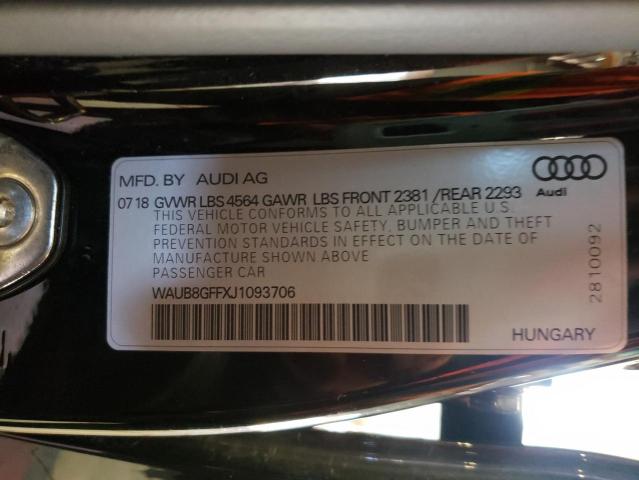 MFD. BY AUDI AG
Audi
07 18 GVWR LBS 4564 GAWR LBS FRONT 2381 /REAR 2293
THIS VEHICLE CONFORMS TO ALL APPLICABLE U.S.
FEDERAL MOTOR VEHICLE SAFETY, BUMPER AND THEFT
PREVENTION STANDARDS IN EFFECT ON THE DATE OF
MANUFACTURE SHOWN ABOVE
PASSENGER CAR
WAUB8GFFXJ1093706
2810092
HUNGARY